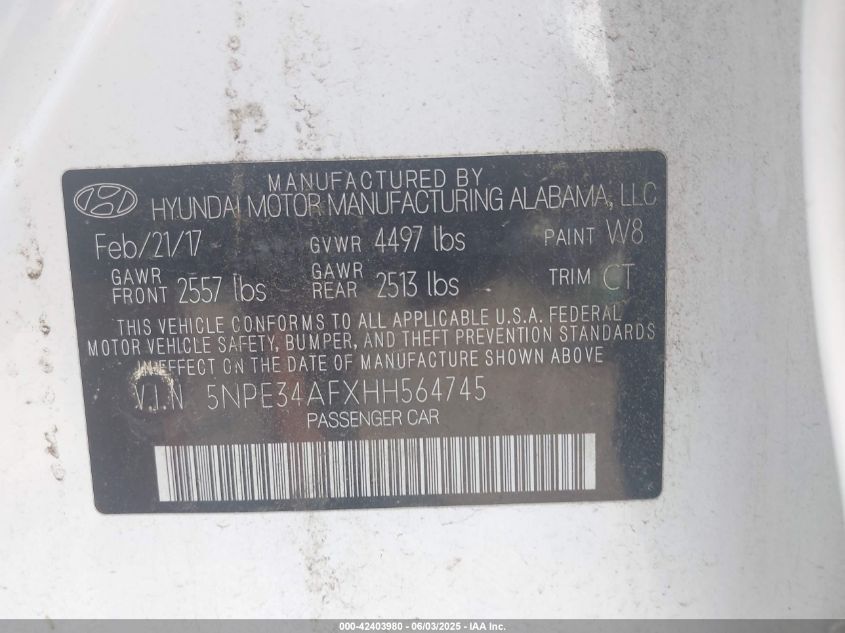 MANUFACTURED BY
HYUNDAI MOTOR MANUFACTURING ALABAMA, LLC
Feb/21/17 GVWR 4497 lbs PAINT W8
GAWR FRONT 2557 lbs GAWR REAR 2513 lbs TRIM CT
THIS VEHICLE CONFORMS TO ALL APPLICABLE U.S.A. FEDERAL
MOTOR VEHICLE SAFETY, BUMPER, AND THEFT PREVENTION STANDARDS
IN EFFECT ON THE DATE OF MANUFACTURE SHOWN ABOVE
V.I.N 5NPE34AFXHH564745
PASSENGER CAR
000-42403980 - 06/03/2025 - IAA Inc.